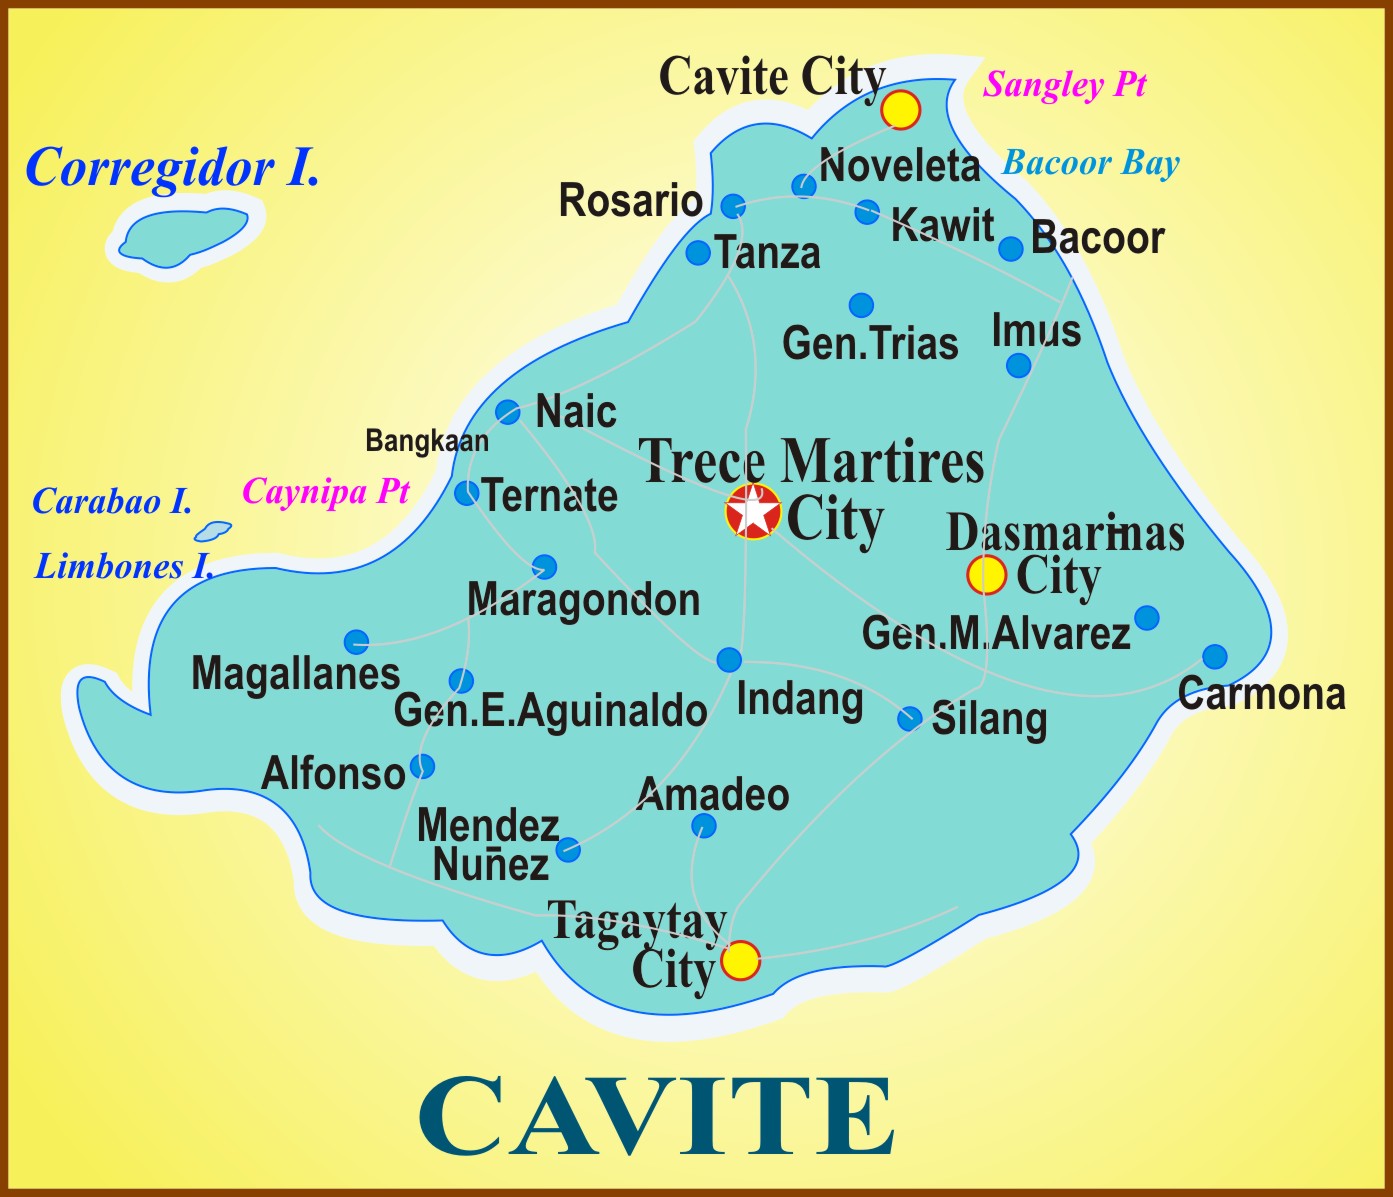 Cavite City
Sangley Pt
Corregidor I.
Noveleta
Bacoor Bay
Rosario
Kawit
Bacoor
Tanza
Gen.Trias
Imus
Naic
Bangkaan
Trece Martires
City
Caynipa Pt
Carabao I.
Ternate
Limbones I.
Dasmarinas
City
Maragondon
Gen.M.Alvarez
Magallanes
Gen.E.Aguinaldo
Indang
Carmona
Silang
Alfonso
Amadeo
Mendez
Nuñez
Tagaytay
City
CAVITE